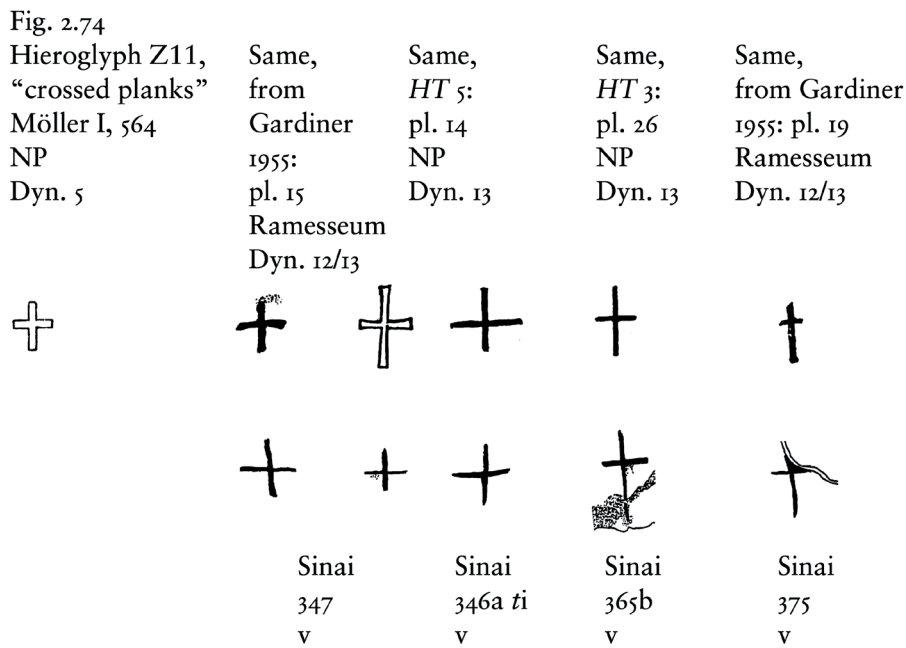 Fig. 2.74
Hieroglyph Z11,
“crossed planks”
Möller I, 564
NP
Dyn. 5
Same,
from
Gardiner
1955:
pl. 15
Ramesseum
Dyn. 12/13
Same,
HT 5:
pl. 14
NP
Dyn. 13
Same,
HT 3:
pl. 26
NP
Dyn. 13
Same,
from Gardiner
1955: pl. 19
Ramesseum
Dyn. 12/13
Sinai
347
v
Sinai
346a ti
v
Sinai
365b
v
Sinai
375
v